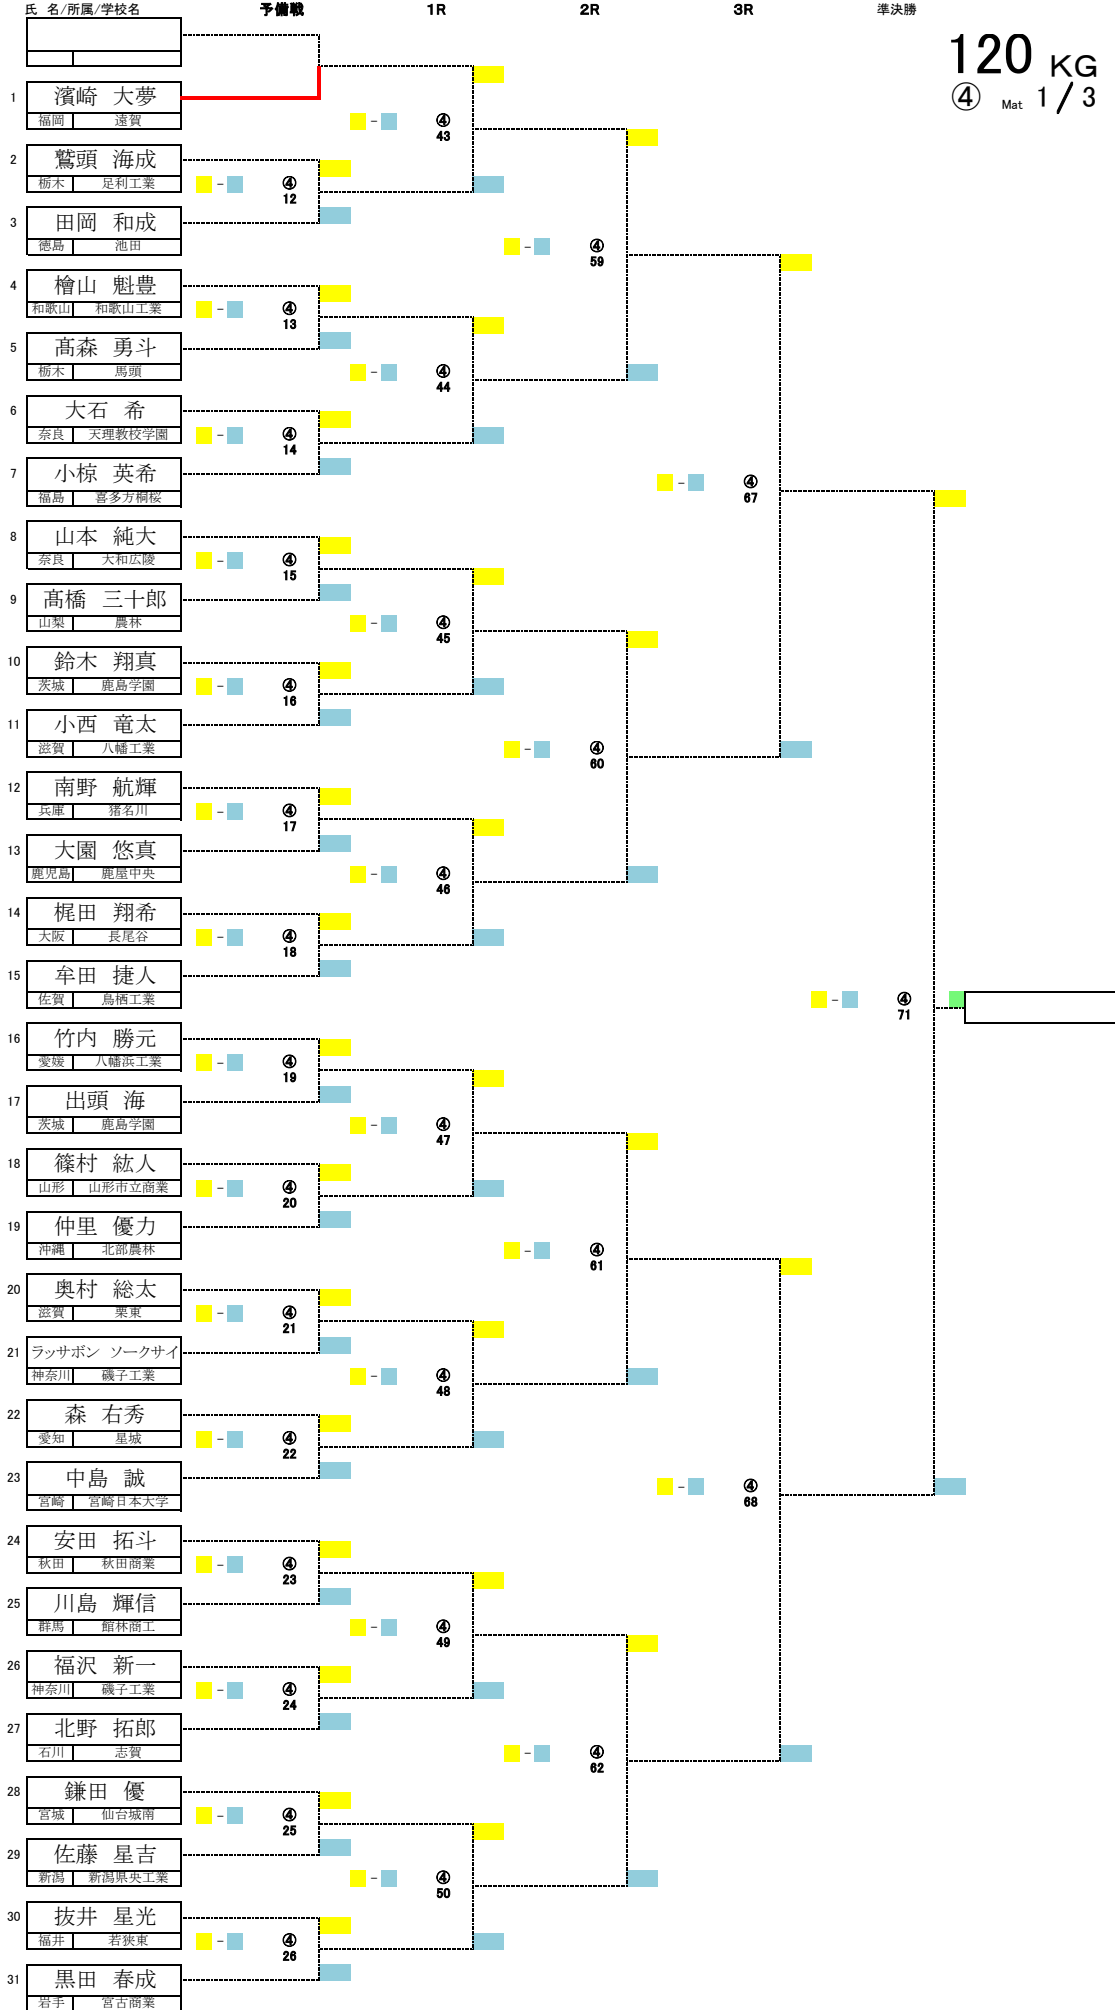 氏 名/所属/学校名 予備戦 1R 2R 3R 準決勝
120 KG
④ Mat 1 / 3
1 濱崎 大夢
福岡 遠賀
④
43
2 鷲頭 海成
栃木 足利工業
④
12
3 田岡 和成
徳島 池田
④
59
4 檜山 魁豊
和歌山 和歌山工業
④
13
5 髙森 勇斗
栃木 馬頭
④
44
6 大石 希
奈良 天理教校学園
④
14
7 小椋 英希
福島 喜多方桐桜
④
67
8 山本 純大
奈良 大和広陵
④
15
9 髙橋 三十郎
山梨 農林
④
45
10 鈴木 翔真
茨城 鹿島学園
④
16
11 小西 竜太
滋賀 八幡工業
④
60
12 南野 航輝
兵庫 猪名川
④
17
13 大園 悠真
鹿児島 鹿屋中央
④
46
14 梶田 翔希
大阪 長尾谷
④
18
15 牟田 捷人
佐賀 鳥栖工業
④
71
16 竹内 勝元
愛媛 八幡浜工業
④
19
17 出頭 海
茨城 鹿島学園
④
47
18 篠村 紘人
山形 山形市立商業
④
20
19 仲里 優力
沖縄 北部農林
④
61
20 奥村 総太
滋賀 栗東
④
21
21 ラッサボン ソークサイ
神奈川 磯子工業
④
48
22 森 右秀
愛知 星城
④
22
23 中島 誠
宮崎 宮崎日本大学
④
68
24 安田 拓斗
秋田 秋田商業
④
23
25 川島 輝信
群馬 館林商工
④
49
26 福沢 新一
神奈川 磯子工業
④
24
27 北野 拓郎
石川 志賀
④
62
28 鎌田 優
宮城 仙台城南
④
25
29 佐藤 星吉
新潟 新潟県央工業
④
50
30 抜井 星光
福井 若狭東
④
26
31 黒田 春成
岩手 宮古商業